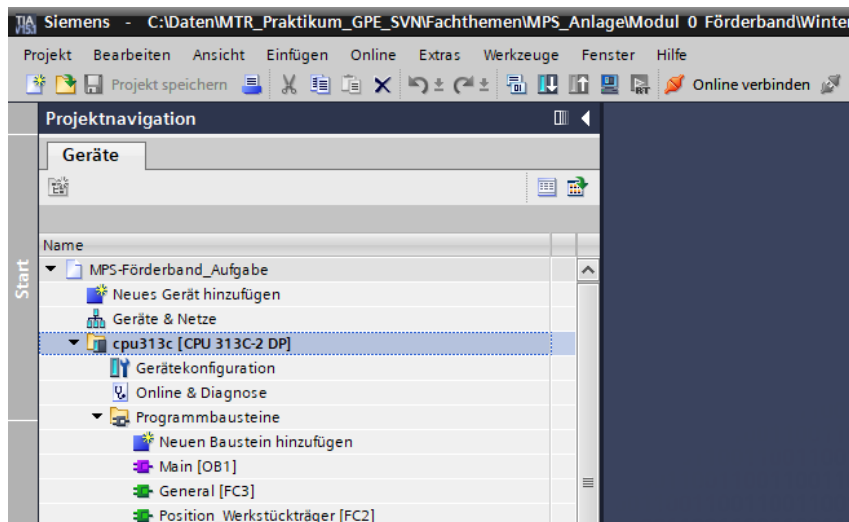 Siemens - C:\Daten\MTR_Praktikum_GPE_SVN\Fachthemen\MPS_Anlage\Modul 0 Förderband\Winter
Projekt Bearbeiten Ansicht Einfügen Online Extras Werkzeuge Fenster Hilfe
Projekt speichern Online verbinden
Projektnavigation
Geräte
Name
Start
MPS-Förderband_Aufgabe
Neues Gerät hinzufügen
Geräte & Netze
cpu313c [CPU 313C-2 DP]
Gerätekonfiguration
Online & Diagnose
Programmbausteine
Neuen Baustein hinzufügen
Main [OB1]
General [FC3]
Position Werkstückträger [FC2]